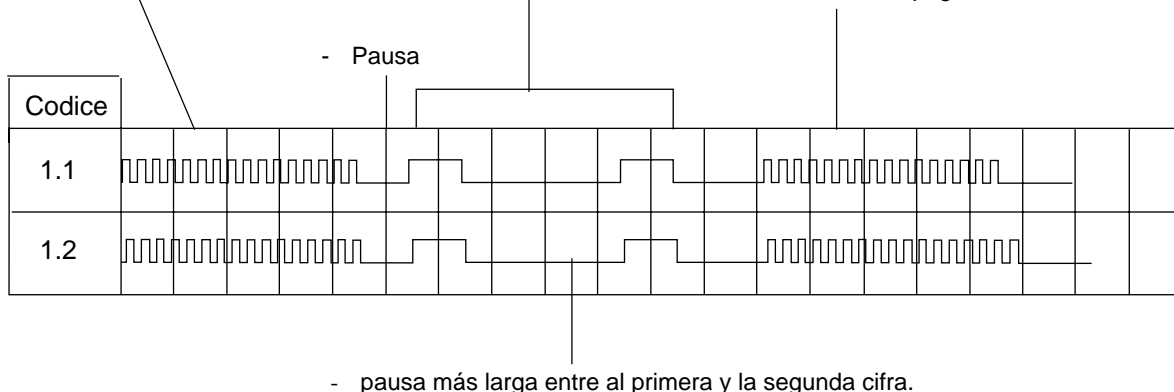 - Pausa
Codice
1.1
1.2
- pausa más larga entre al primera y la segunda cifra.